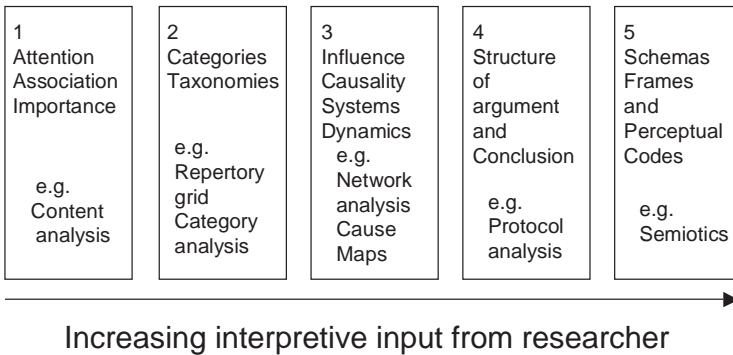 1
Attention
Association
Importance
e.g.
Content
analysis
2
Categories
Taxonomies
e.g.
Repertory
grid
Category
analysis
3
Influence
Causality
Systems
Dynamics
e.g.
Network
analysis
Cause
Maps
4
Structure
of
argument
and
Conclusion
e.g.
Protocol
analysis
5
Schemas
Frames
and
Perceptual
Codes
e.g.
Semiotics
Increasing interpretive input from researcher